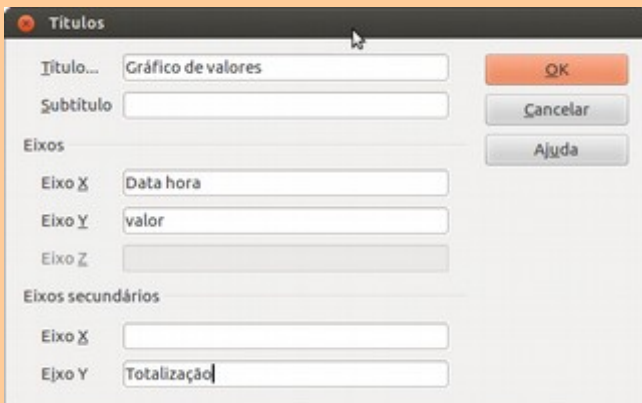 Títulos
Título... Gráfico de valores
Subtítulo
OK
Cancelar
Ajuda
Eixos
Eixo X Data hora
Eixo Y valor
Eixo Z
Eixos secundários
Eixo X
Eixo Y Totalização